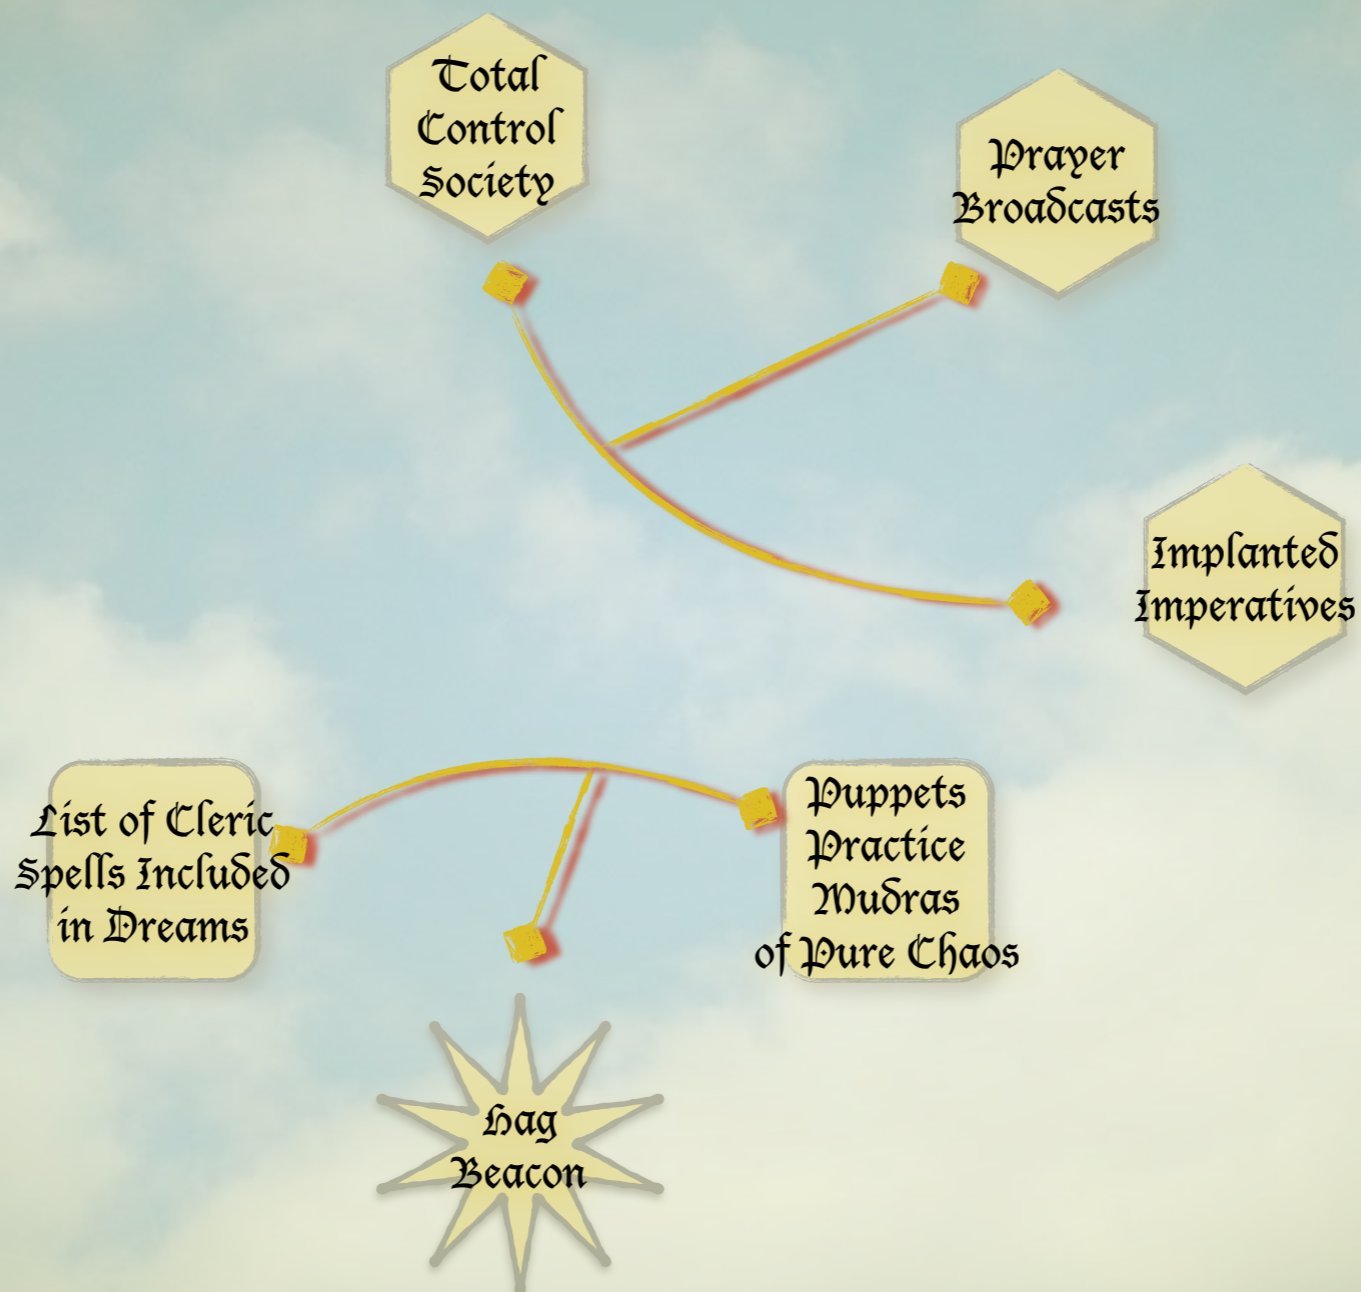 Total
Control
Society
Prayer
Broadcasts
Implanted
Imperatives
List of Cleric
Spells Included
in Dreams
Puppets
Practice
Mudras
of Pure Chaos
Hag
Beacon